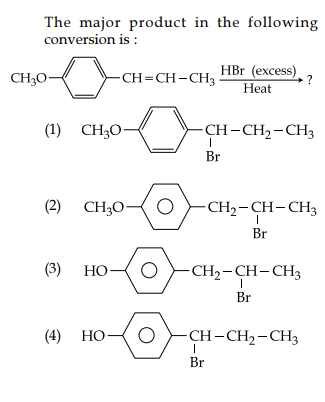 The major product in the following
conversion is :
CH₃O– –CH=CH–CH₃ HBr (excess) Heat ?
(1) CH₃O– –CH–CH₂–CH₃
Br
(2) CH₃O– –CH₂–CH–CH₃
Br
(3) HO– –CH₂–CH–CH₃
Br
(4) HO– –CH–CH₂–CH₃
Br